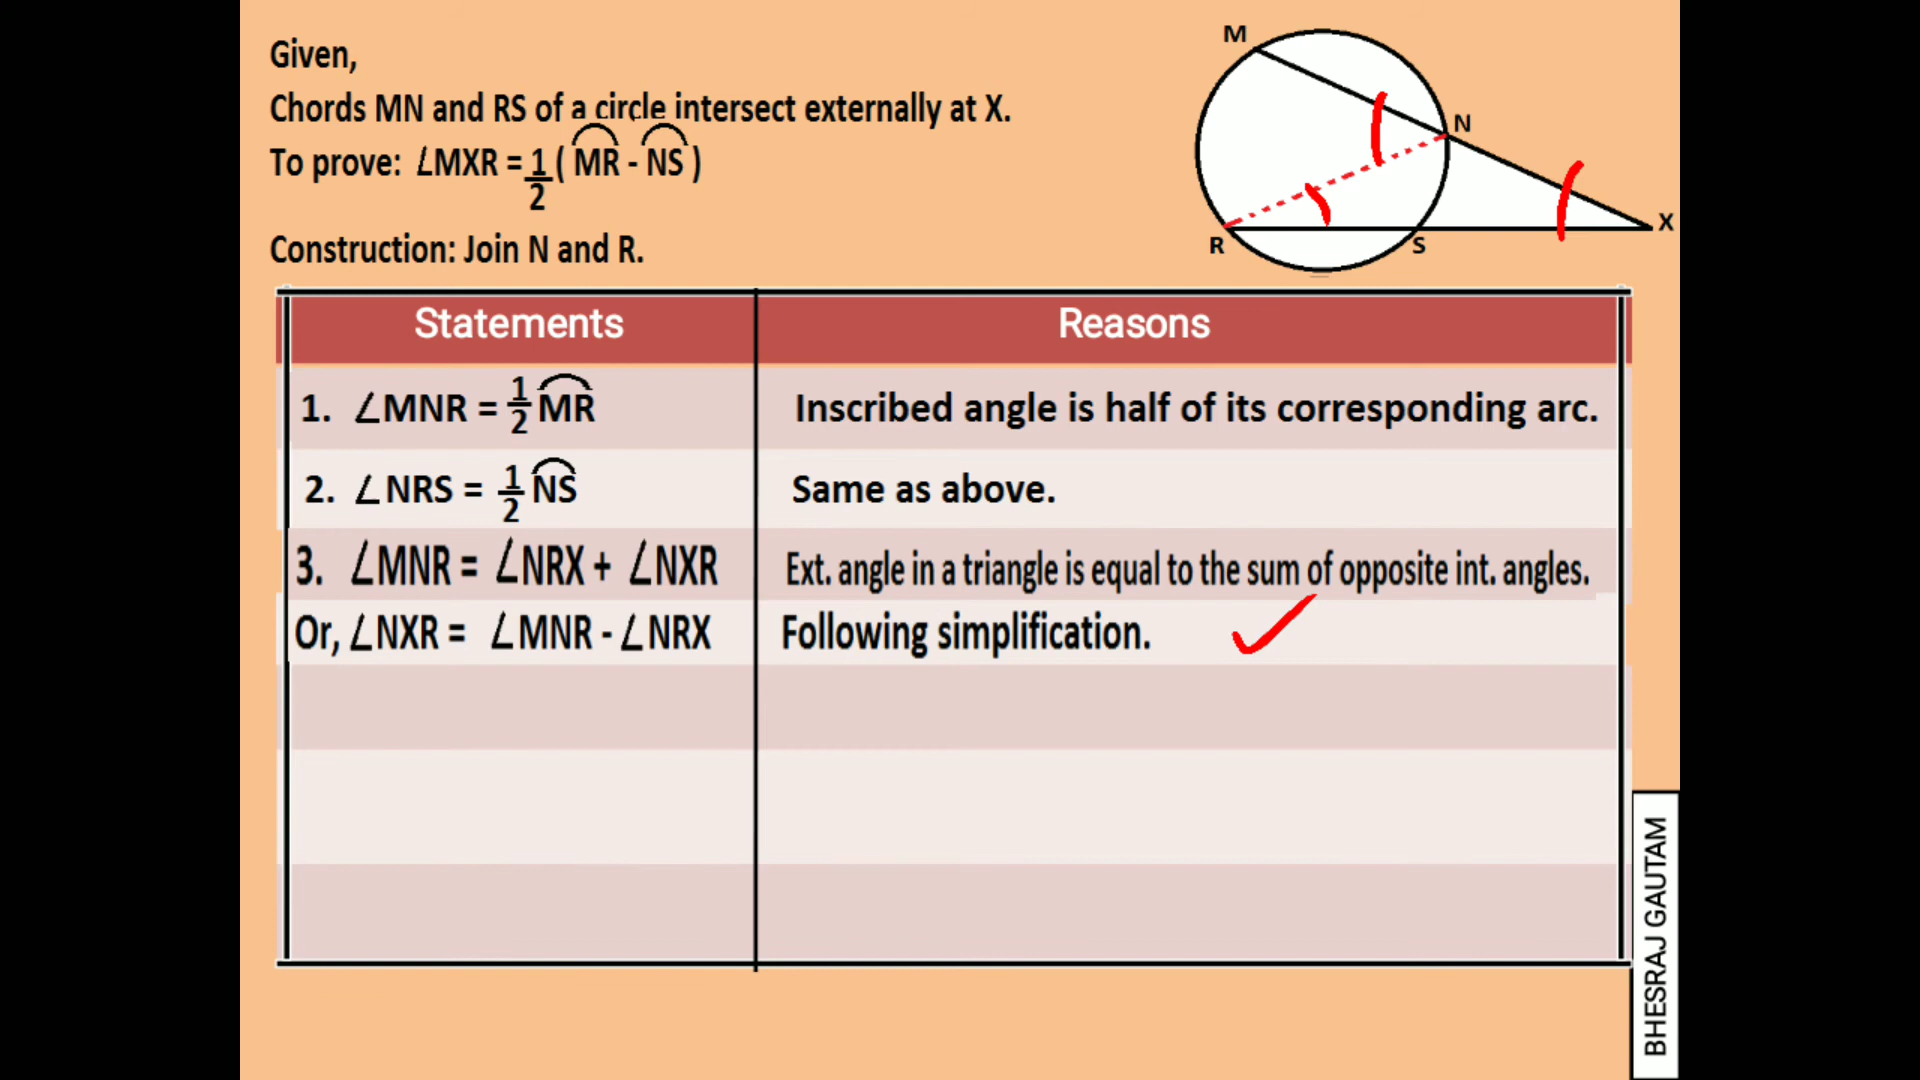 Given,
Chords MN and RS of a circle intersect externally at X.
To prove: ∠MXR = 1/2 ( MR - NS )
Construction: Join N and R.
M
N
X
R
S
Statements
Reasons
1. ∠MNR = 1/2 MR
Inscribed angle is half of its corresponding arc.
2. ∠NRS = 1/2 NS
Same as above.
3. ∠MNR = ∠NRX + ∠NXR
Ext. angle in a triangle is equal to the sum of opposite int. angles.
Or, ∠NXR = ∠MNR - ∠NRX
Following simplification.
BHESRAJ GAUTAM